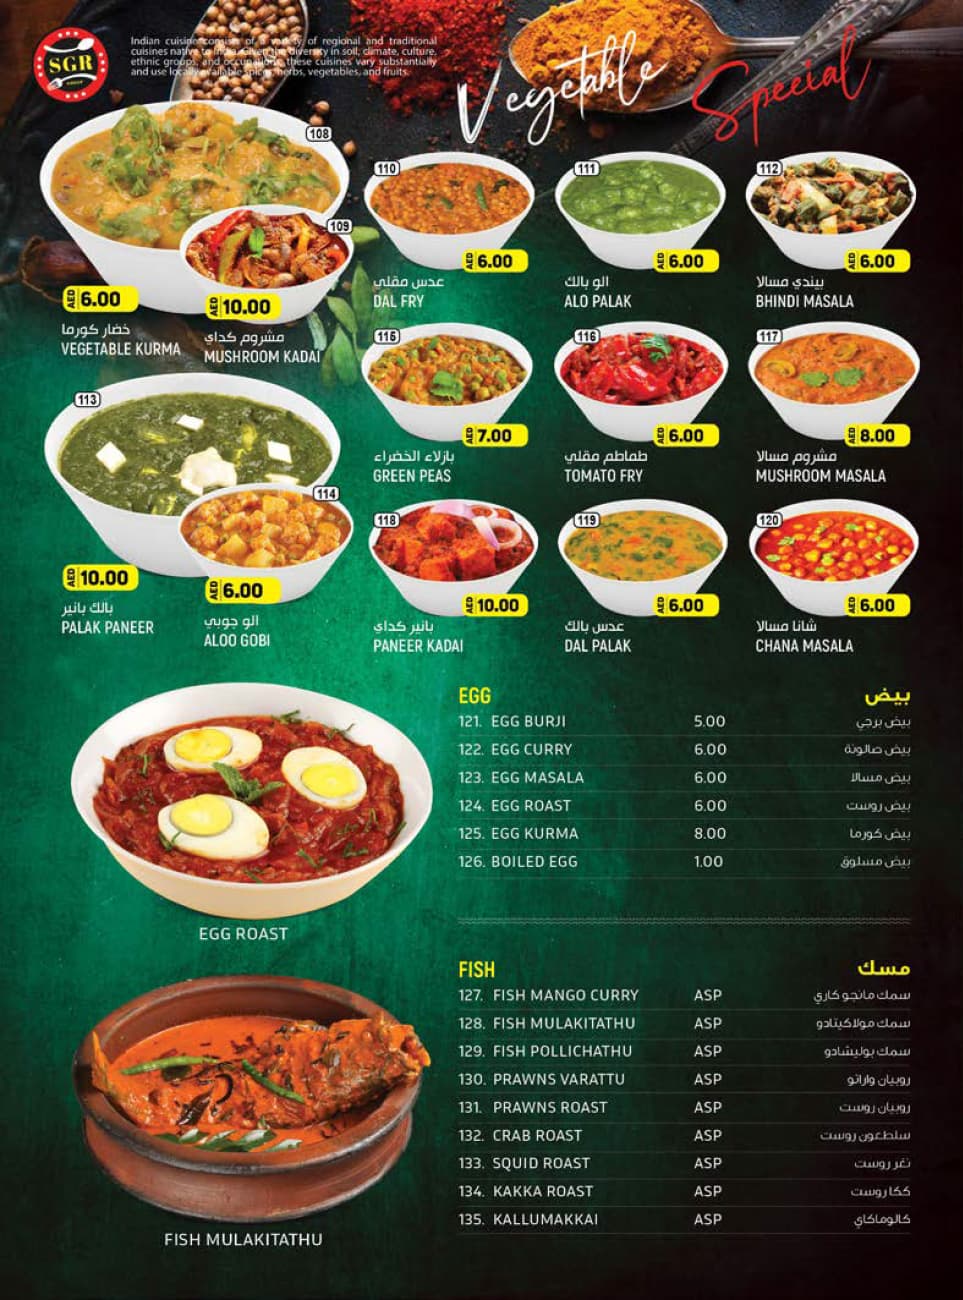 SGR
GROUP
Indian cuisine consists of a variety of regional and traditional
cuisines native to India. Given the diversity in soil, climate, culture,
ethnic groups, and occupations, these cuisines vary substantially
and use locally available spices, herbs, vegetables, and fruits.
Vegetable Special
108
AED 6.00
خضار كورما
VEGETABLE KURMA
109
AED 10.00
مشروم كداي
MUSHROOM KADAI
110
AED 6.00
عدس مقلي
DAL FRY
111
AED 6.00
الو بالك
ALO PALAK
112
AED 6.00
بيندي مسالا
BHINDI MASALA
113
AED 10.00
بالك بانير
PALAK PANEER
114
AED 6.00
الو جوبي
ALOO GOBI
115
AED 7.00
بازلاء الخضراء
GREEN PEAS
116
AED 6.00
طماطم مقلي
TOMATO FRY
117
AED 8.00
مشروم مسالا
MUSHROOM MASALA
118
AED 10.00
بانير كداي
PANEER KADAI
119
AED 6.00
عدس بالك
DAL PALAK
120
AED 6.00
شانا مسالا
CHANA MASALA
EGG ROAST
EGG بيض
121. EGG BURJI 5.00 بيض برجي
122. EGG CURRY 6.00 بيض صالونة
123. EGG MASALA 6.00 بيض مسالا
124. EGG ROAST 6.00 بيض روست
125. EGG KURMA 8.00 بيض كورما
126. BOILED EGG 1.00 بيض مسلوق
FISH مسك
127. FISH MANGO CURRY ASP سمك مانجو كاري
128. FISH MULAKITATHU ASP سمك مولاكيتادو
129. FISH POLLICHATHU ASP سمك بوليشادو
130. PRAWNS VARATTU ASP روبيان واراتو
131. PRAWNS ROAST ASP روبيان روست
132. CRAB ROAST ASP سلطعون روست
133. SQUID ROAST ASP نغر روست
134. KAKKA ROAST ASP ككا روست
135. KALLUMAKKAI ASP كالوماكاي
FISH MULAKITATHU